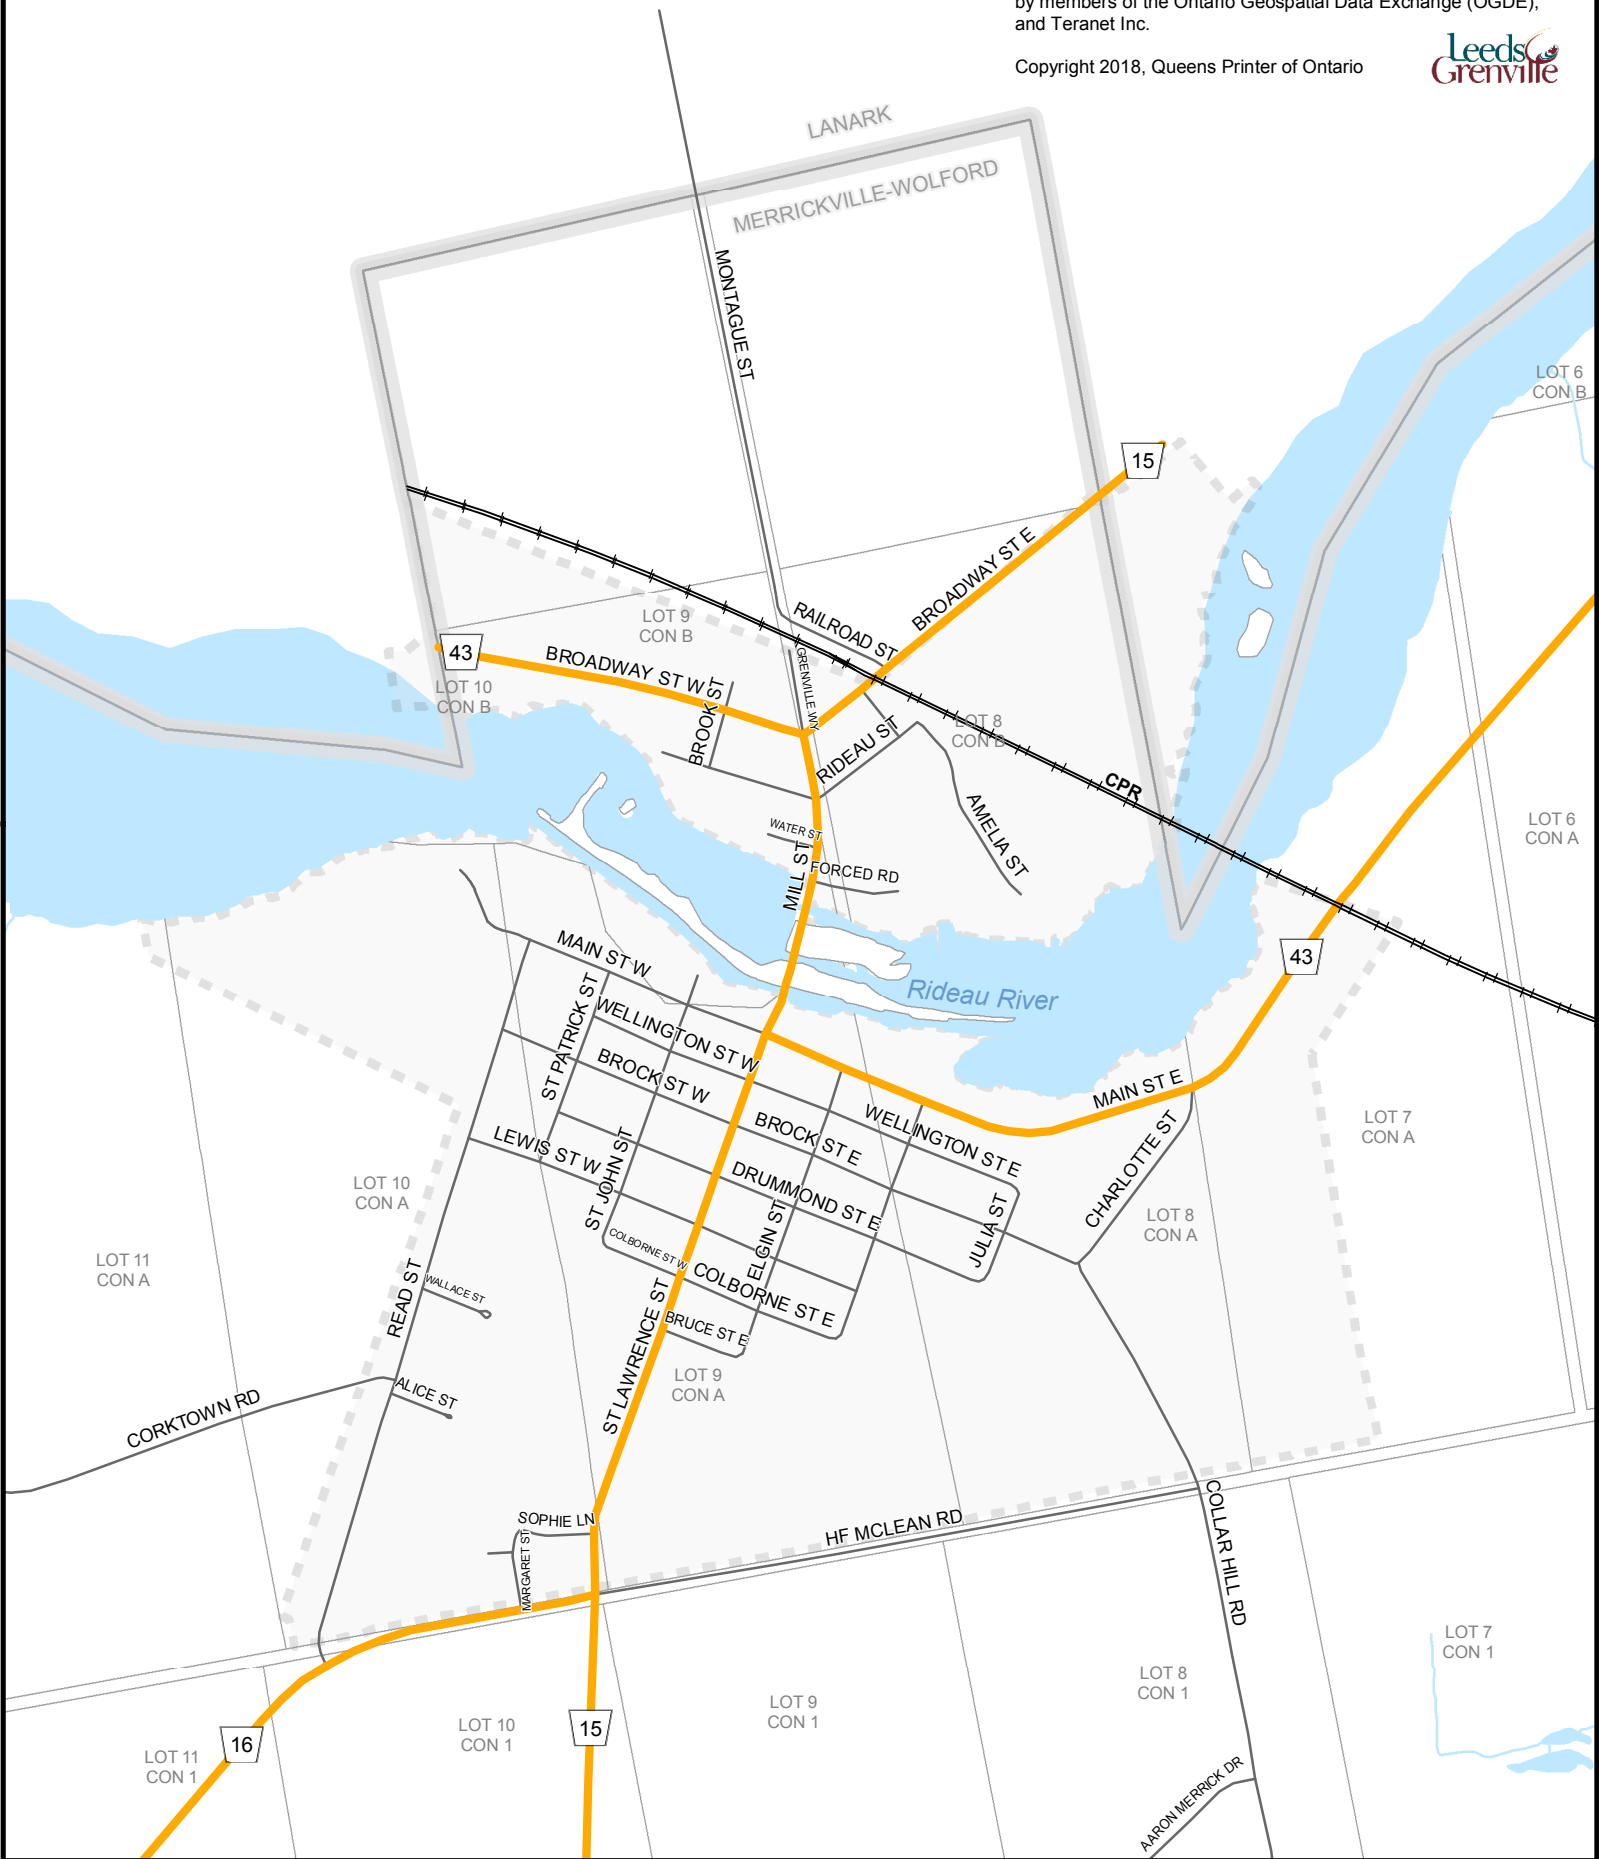 by members of the Ontario Geospatial Data Exchange (OGDE),
and Teranet Inc.
Copyright 2018, Queens Printer of Ontario
Leeds
Grenville
LANARK
MERRICKVILLE-WOLFORD
MONTAGUE ST
LOT 6
CON B
15
BROADWAY ST E
RAILROAD ST
LOT 9
CON B
43
BROADWAY ST W
GRENVILLE WY
LOT 10
CON B
BROOK ST
RIDEAU ST
LOT 8
CON B
CPR
AMELIA ST
WATER ST
MILL ST
FORCED RD
LOT 6
CON A
MAIN ST W
43
Rideau River
ST PATRICK ST
WELLINGTON ST W
BROCK ST W
MAIN ST E
WELLINGTON ST E
BROCK ST E
LOT 7
CON A
LEWIS ST W
ST JOHN ST
DRUMMOND ST E
CHARLOTTE ST
LOT 10
CON A
JULIA ST
LOT 8
CON A
ELGIN ST
COLBORNE ST W
COLBORNE ST E
LOT 11
CON A
READ ST
WALLACE ST
BRUCE ST E
ST LAWRENCE ST
LOT 9
CON A
ALICE ST
CORKTOWN RD
SOPHIE LN
MARGARET ST
HF MCLEAN RD
COLLAR HILL RD
LOT 7
CON 1
LOT 8
CON 1
LOT 9
CON 1
LOT 10
CON 1
15
16
LOT 11
CON 1
AARON MERRICK DR